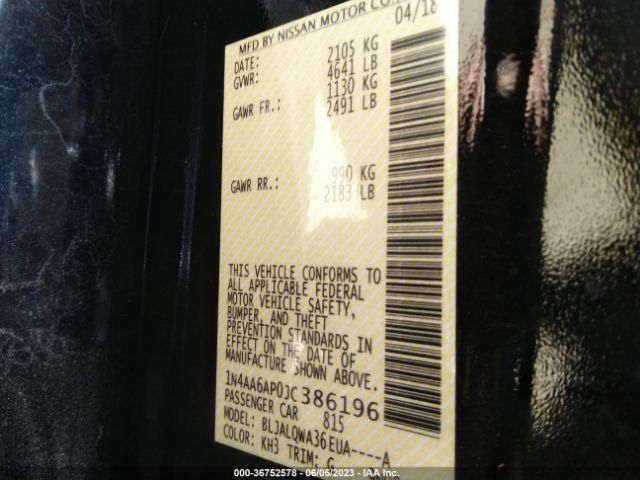 MFD BY NISSAN MOTOR CO.
DATE: 04/18
GVWR: 2105 KG
4641 LB
GAWR FR.: 1130 KG
2491 LB
GAWR RR.: 990 KG
2183 LB
THIS VEHICLE CONFORMS TO
ALL APPLICABLE FEDERAL
MOTOR VEHICLE SAFETY,
BUMPER, AND THEFT
PREVENTION STANDARDS IN
EFFECT ON THE DATE OF
MANUFACTURE SHOWN ABOVE.
1N4AA6AP0JC386196
PASSENGER CAR 815
MODEL: BLJALQWA36EUA----A
COLOR: KH3 TRIM: G
000-36752578 - 06/05/2023 - IAA Inc.